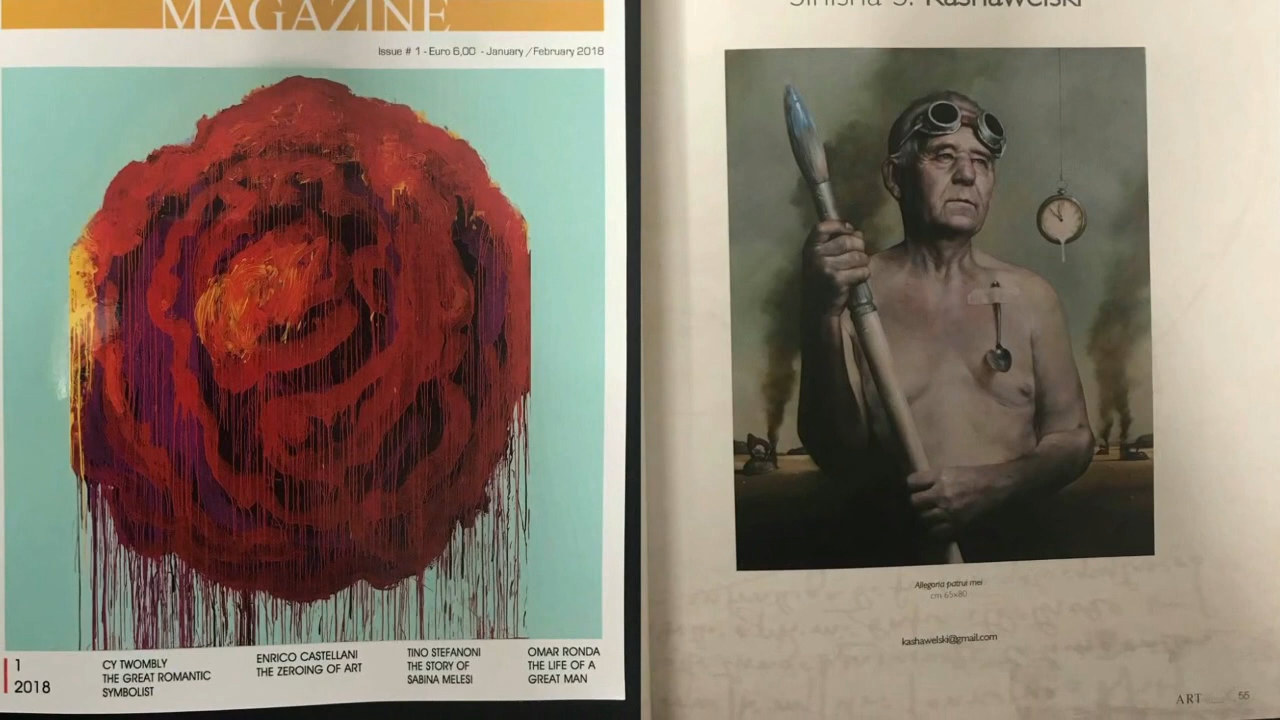 MAGAZINE
Issue # 1 - Euro 6,00 - January / February 2018
1
2018
CY TWOMBLY
THE GREAT ROMANTIC
SYMBOLIST
ENRICO CASTELLANI
THE ZEROING OF ART
TINO STEFANONI
THE STORY OF
SABINA MELESI
OMAR RONDA
THE LIFE OF A
GREAT MAN
Sinisha S. Kashawelski
Allegoria patrui mei
cm. 65x80
kashawelski@gmail.com
ART
55